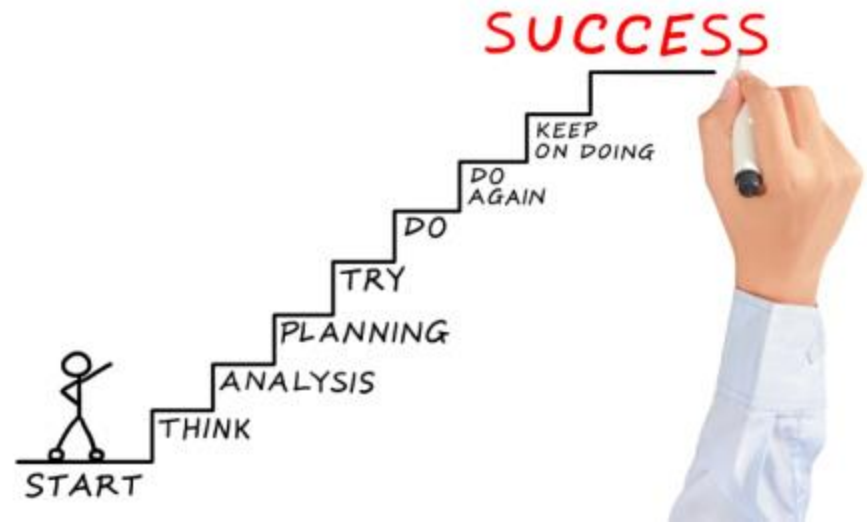 SUCCESS
KEEP
ON DOING
DO
AGAIN
DO
TRY
PLANNING
ANALYSIS
THINK
START